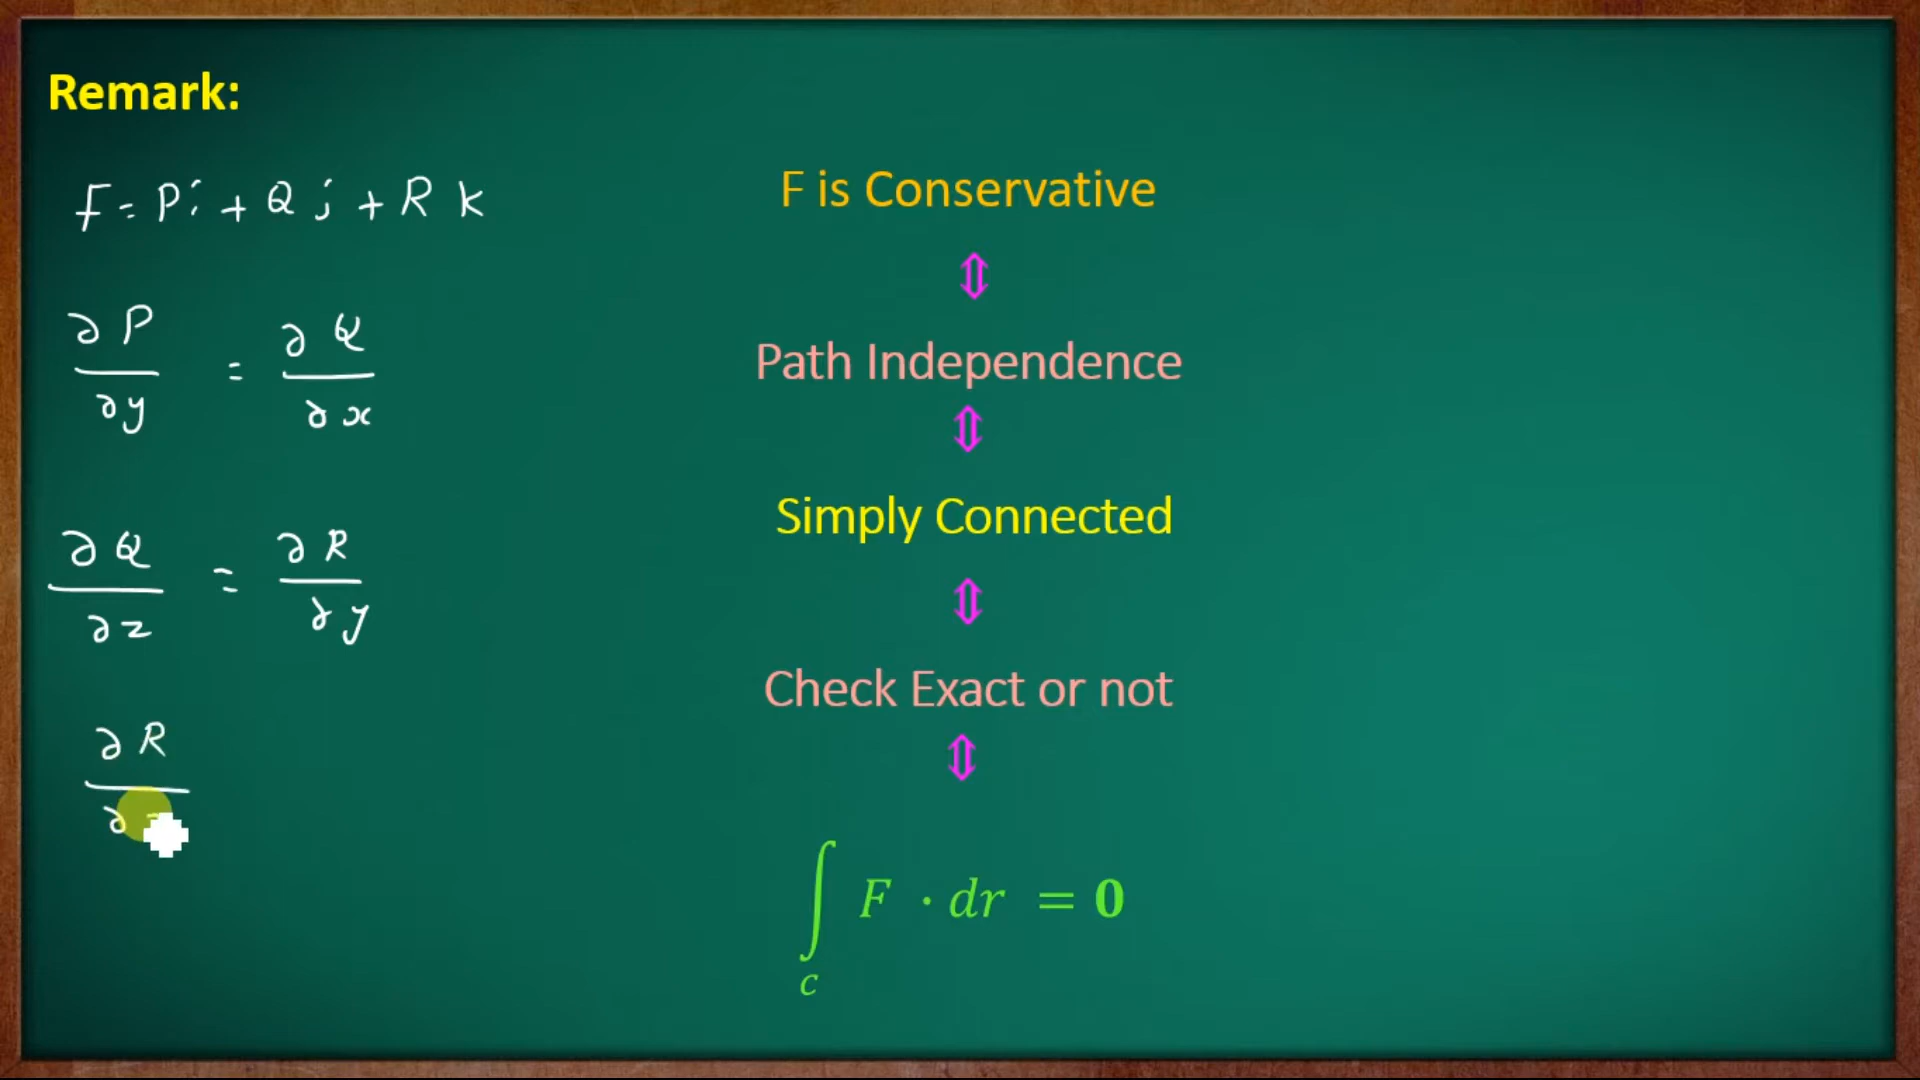 Remark:
F = Pi + Qj + Rk
F is Conservative
⇕
Path Independence
∂P/∂y = ∂Q/∂x
⇕
Simply Connected
∂Q/∂z = ∂R/∂y
⇕
Check Exact or not
⇕
∂R/∂
∫c F · dr = 0